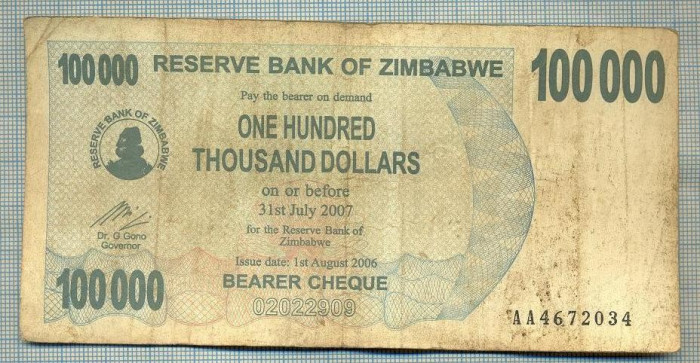 100 000 RESERVE BANK OF ZIMBABWE 100 000
Pay the bearer on demand
ONE HUNDRED
THOUSAND DOLLARS
RESERVE BANK OF ZIMBABWE
on or before
31st July 2007
for the Reserve Bank of
Zimbabwe
Dr. G Gono
Governor
Issue date: 1st August 2006
100 000 BEARER CHEQUE
02022909
AA4672034